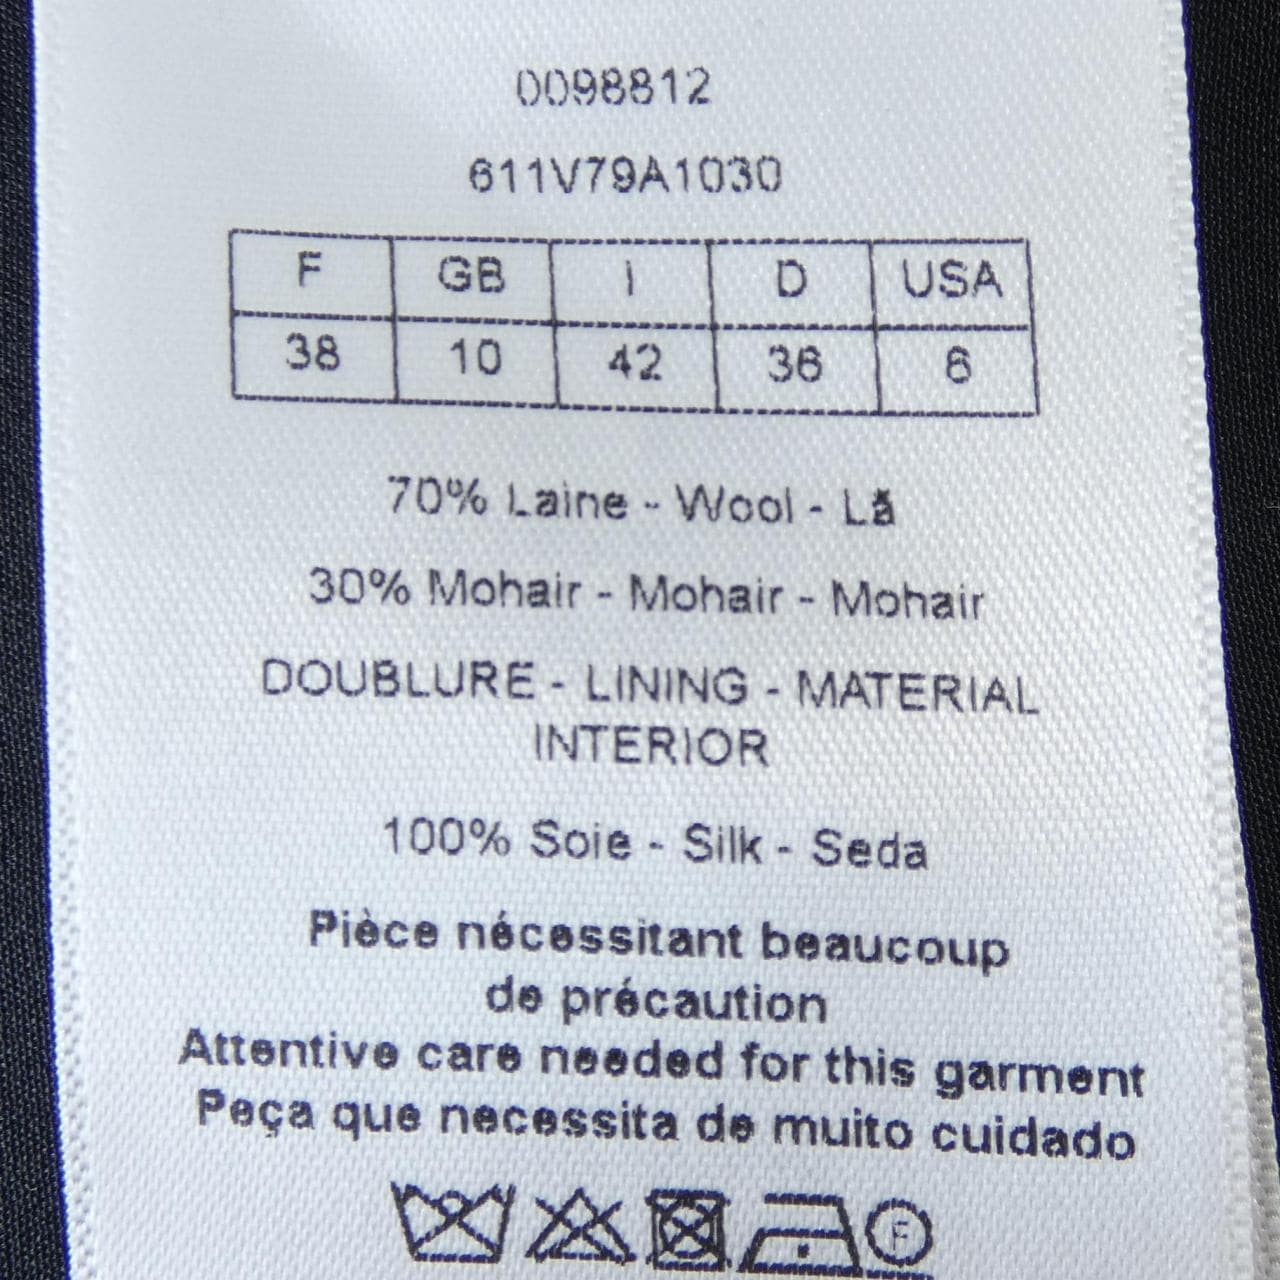 0098812
611V79A1030
F GB I D USA
38 10 42 36 6
70% Laine - Wool - Lã
30% Mohair - Mohair - Mohair
DOUBLURE - LINING - MATERIAL
INTERIOR
100% Soie - Silk - Seda
Pièce nécessitant beaucoup
de précaution
Attentive care needed for this garment
Peça que necessita de muito cuidado
F